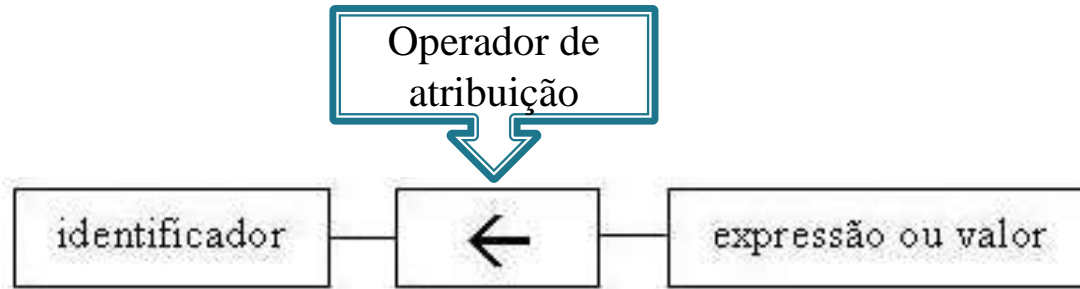 Operador de
atribuição
identificador ← expressão ou valor